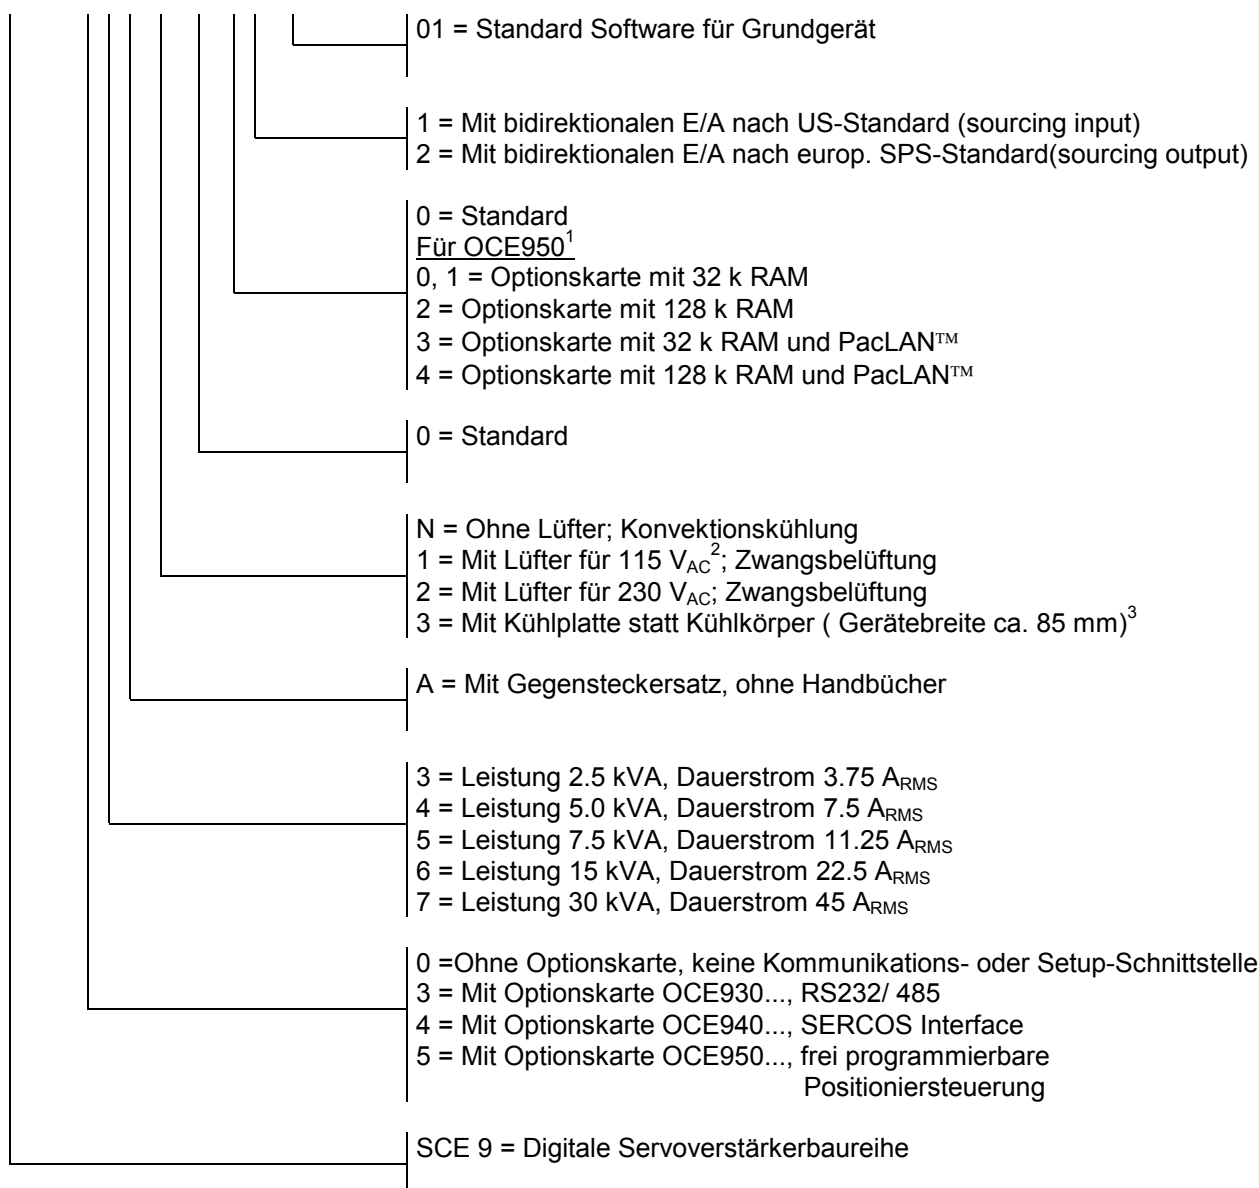 01 = Standard Software für Grundgerät
1 = Mit bidirektionalen E/A nach US-Standard (sourcing input)
2 = Mit bidirektionalen E/A nach europ. SPS-Standard(sourcing output)
0 = Standard
Für OCE950¹
0, 1 = Optionskarte mit 32 k RAM
2 = Optionskarte mit 128 k RAM
3 = Optionskarte mit 32 k RAM und PacLAN™
4 = Optionskarte mit 128 k RAM und PacLAN™
0 = Standard
N = Ohne Lüfter; Konvektionskühlung
1 = Mit Lüfter für 115 VAC²; Zwangsbelüftung
2 = Mit Lüfter für 230 VAC; Zwangsbelüftung
3 = Mit Kühlplatte statt Kühlkörper ( Gerätebreite ca. 85 mm)³
A = Mit Gegensteckersatz, ohne Handbücher
3 = Leistung 2.5 kVA, Dauerstrom 3.75 ARMS
4 = Leistung 5.0 kVA, Dauerstrom 7.5 ARMS
5 = Leistung 7.5 kVA, Dauerstrom 11.25 ARMS
6 = Leistung 15 kVA, Dauerstrom 22.5 ARMS
7 = Leistung 30 kVA, Dauerstrom 45 ARMS
0 =Ohne Optionskarte, keine Kommunikations- oder Setup-Schnittstelle
3 = Mit Optionskarte OCE930..., RS232/ 485
4 = Mit Optionskarte OCE940..., SERCOS Interface
5 = Mit Optionskarte OCE950..., frei programmierbare
Positioniersteuerung
SCE 9 = Digitale Servoverstärkerbaureihe